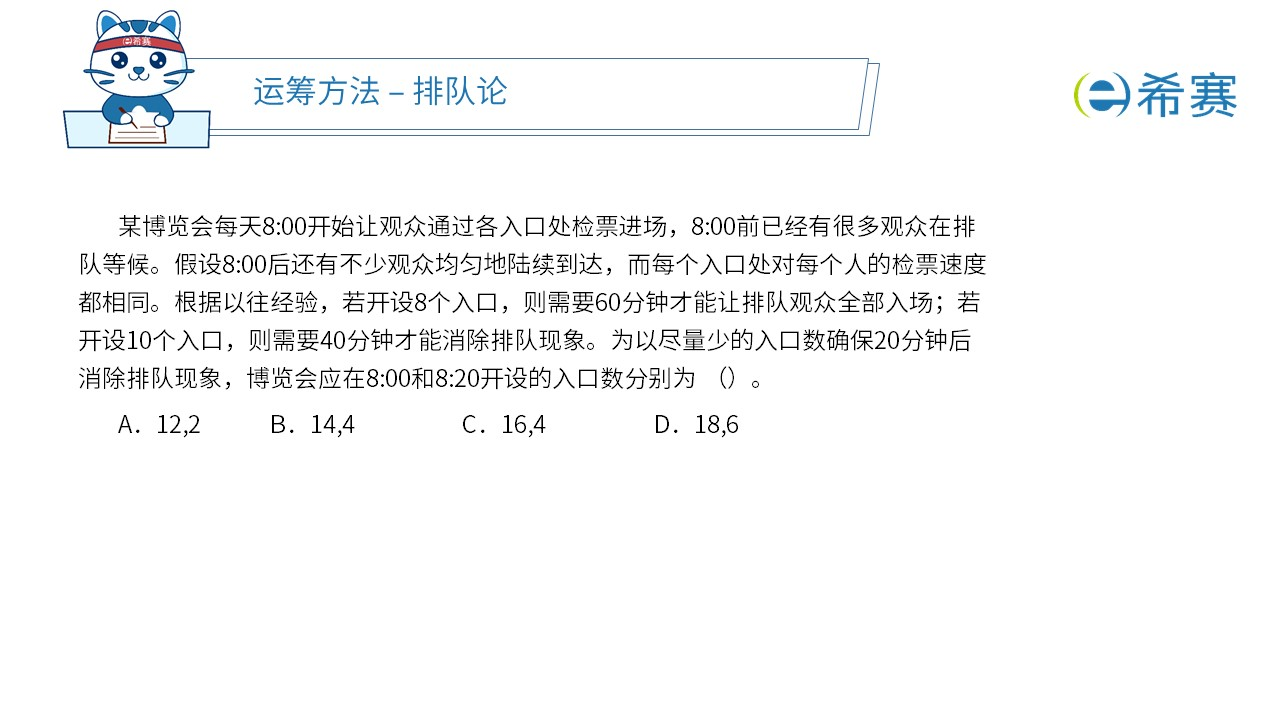 希赛
运筹方法 – 排队论
希赛
某博览会每天8:00开始让观众通过各入口处检票进场，8:00前已经有很多观众在排
队等候。假设8:00后还有不少观众均匀地陆续到达，而每个入口处对每个人的检票速度
都相同。根据以往经验，若开设8个入口，则需要60分钟才能让排队观众全部入场；若
开设10个入口，则需要40分钟才能消除排队现象。为以尽量少的入口数确保20分钟后
消除排队现象，博览会应在8:00和8:20开设的入口数分别为 （）。
A．12,2 B．14,4 C．16,4 D．18,6